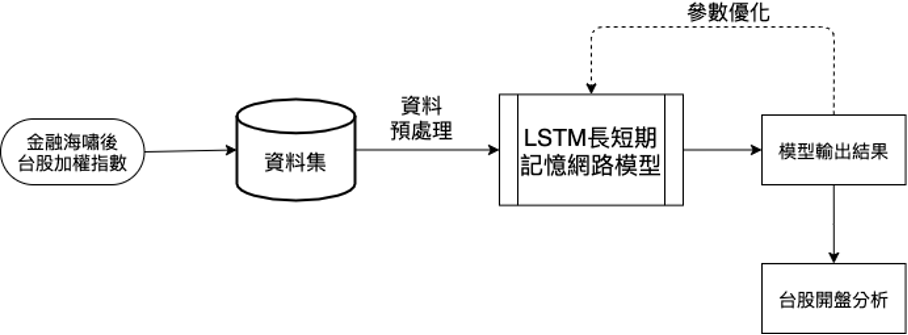 參數優化
金融海嘯後
台股加權指數
資料集
資料
預處理
LSTM長短期
記憶網路模型
模型輸出結果
台股開盤分析